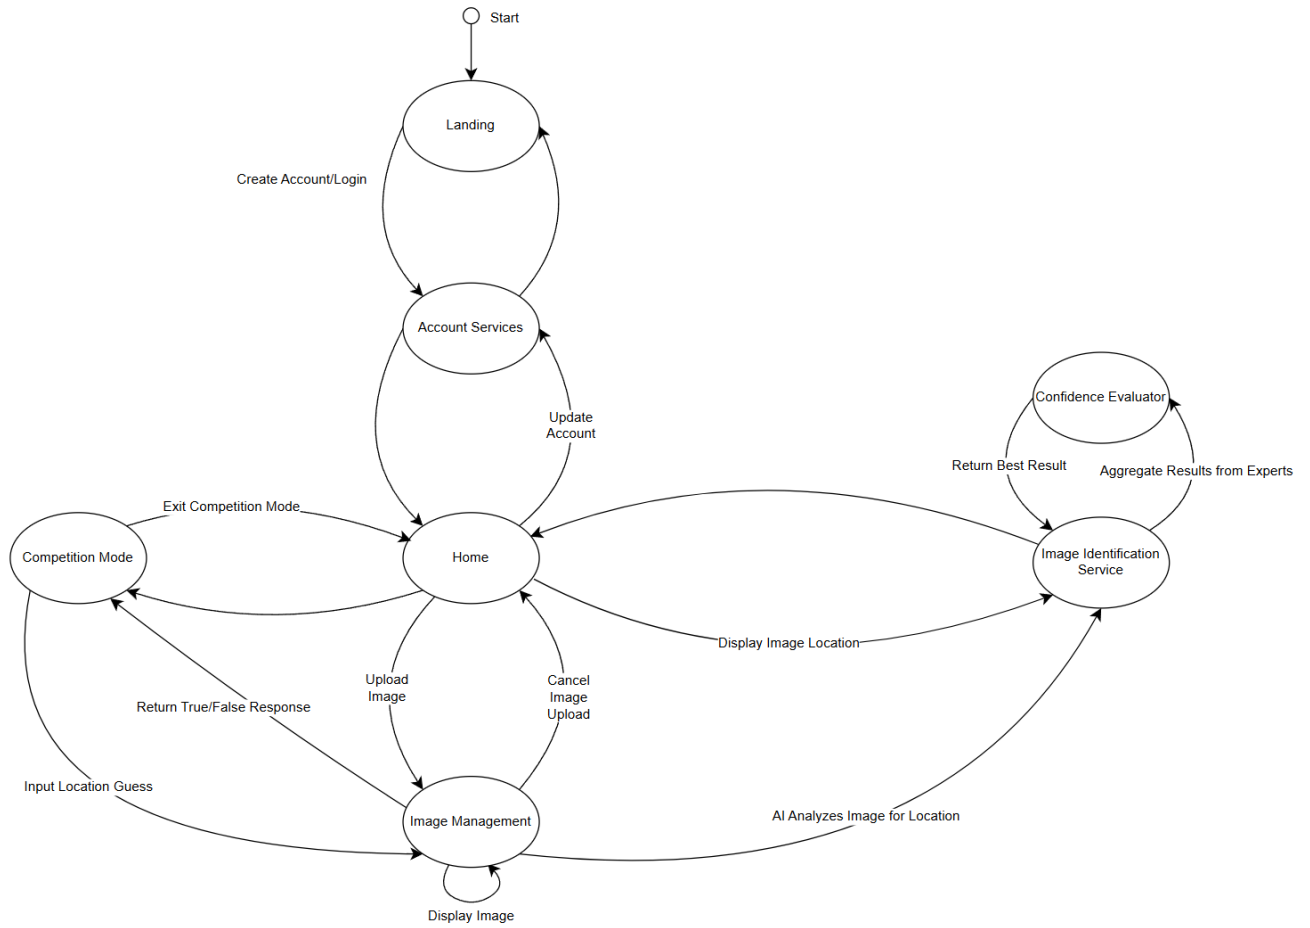 Start
Landing
Create Account/Login
Account Services
Confidence Evaluator
Update
Account
Return Best Result
Aggregate Results from Experts
Exit Competition Mode
Competition Mode
Home
Image Identification
Service
Display Image Location
Upload
Image
Cancel
Image
Upload
Return True/False Response
Input Location Guess
Image Management
AI Analyzes Image for Location
Display Image